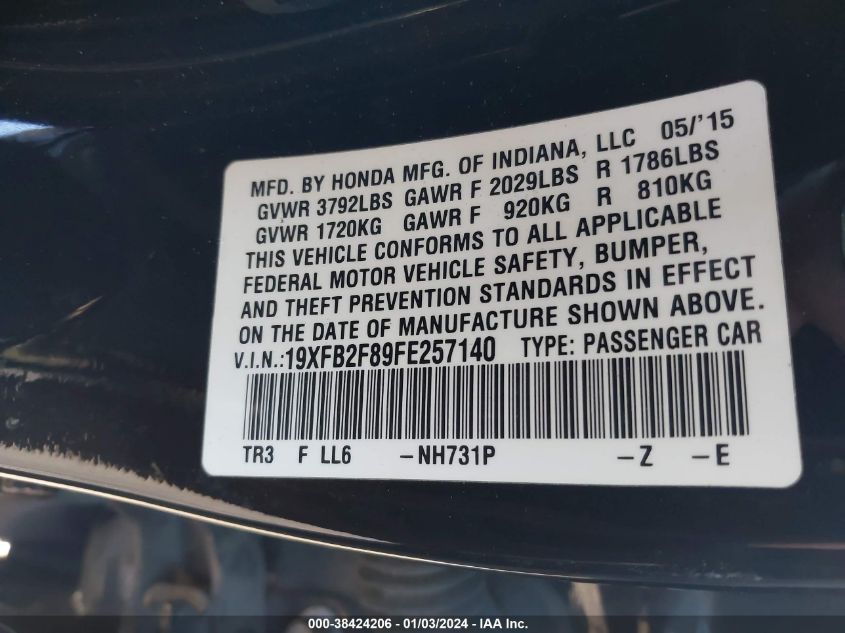 MFD. BY HONDA MFG. OF INDIANA, LLC 05/'15
GVWR 3792LBS GAWR F 2029LBS R 1786LBS
GVWR 1720KG GAWR F 920KG R 810KG
THIS VEHICLE CONFORMS TO ALL APPLICABLE
FEDERAL MOTOR VEHICLE SAFETY, BUMPER,
AND THEFT PREVENTION STANDARDS IN EFFECT
ON THE DATE OF MANUFACTURE SHOWN ABOVE.
V.I.N.:19XFB2F89FE257140 TYPE: PASSENGER CAR
TR3 F LL6 -NH731P -Z -E
000-38424206 - 01/03/2024 - IAA Inc.